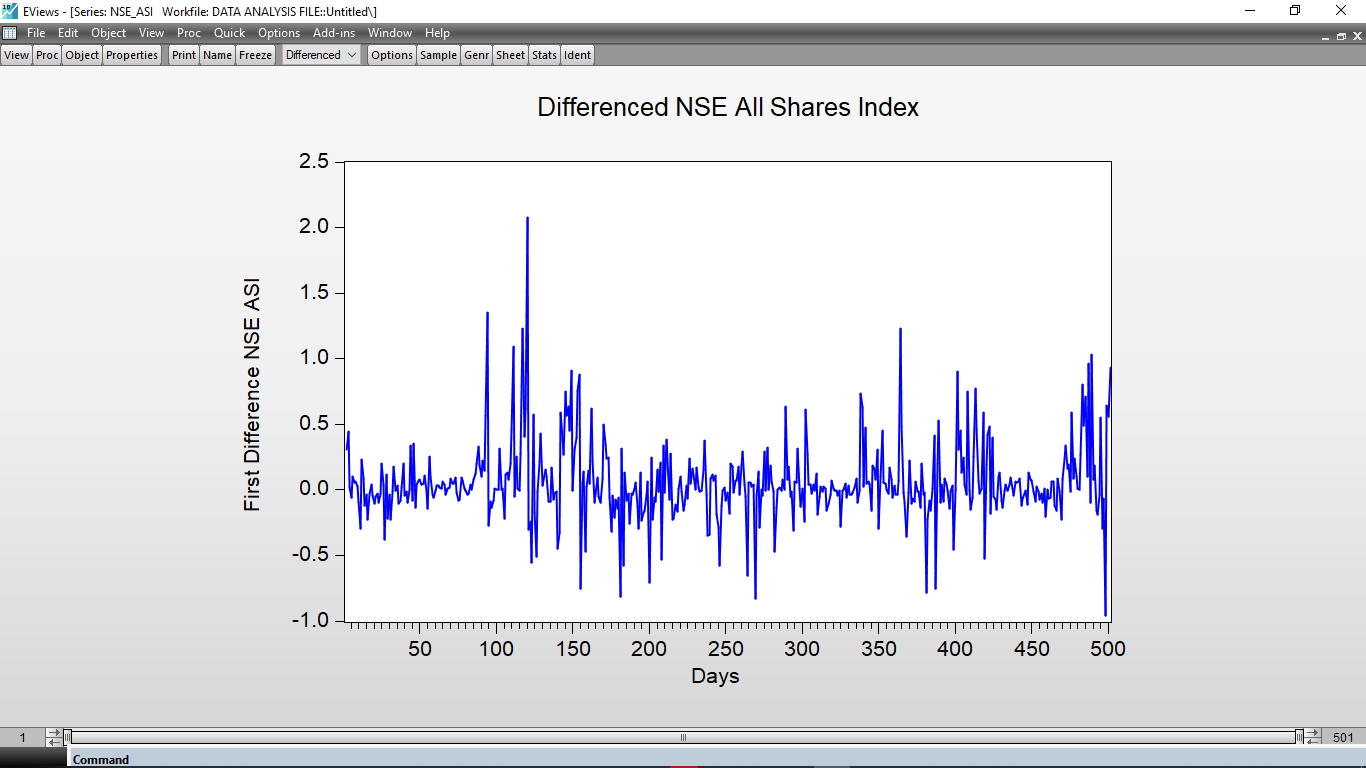 EViews - [Series: NSE_ASI   Workfile: DATA ANALYSIS FILE::Untitled\]
File Edit Object View Proc Quick Options Add-ins Window Help
View Proc Object Properties Print Name Freeze Differenced Options Sample Genr Sheet Stats Ident
Differenced NSE All Shares Index
First Difference NSE ASI
2.5
2.0
1.5
1.0
0.5
0.0
-0.5
-1.0
50 100 150 200 250 300 350 400 450 500
Days
1 501
Command